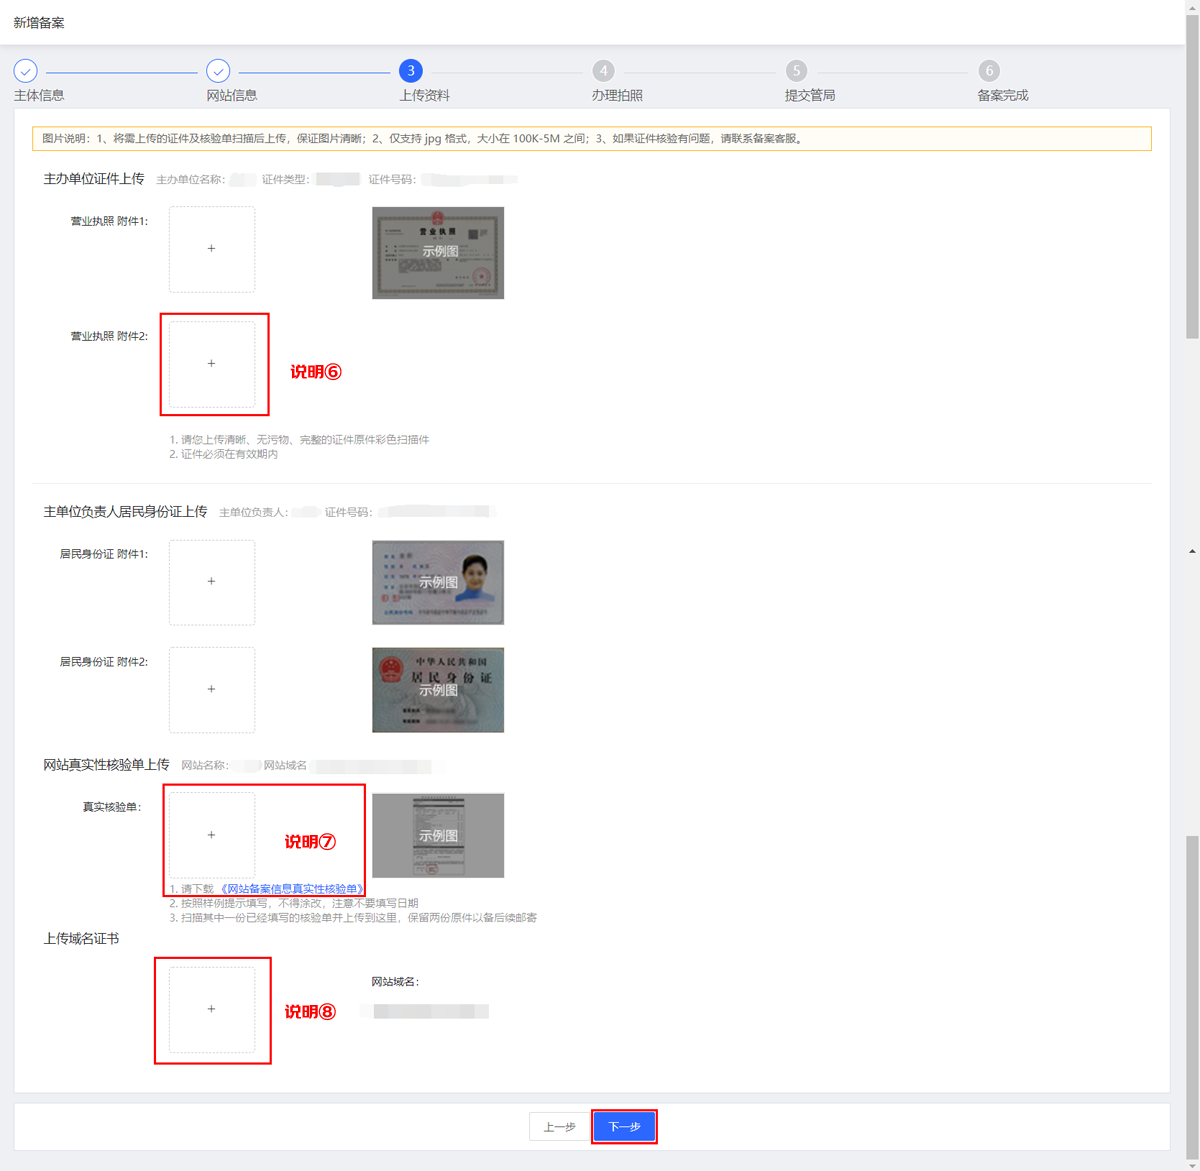 新增备案
3 4 5 6
主体信息 网站信息 上传资料 办理拍照 提交管局 备案完成
图片说明：1、将需上传的证件及核验单扫描后上传，保证图片清晰；2、仅支持 jpg 格式，大小在 100K-5M 之间；3、如果证件核验有问题，请联系备案客服。
主办单位证件上传 主办单位名称: 证件类型: 证件号码:
营业执照 附件1:
+
营业执照
示例图
营业执照 附件2:
+
说明⑥
1. 请您上传清晰、无污物、完整的证件原件彩色扫描件
2. 证件必须在有效期内
主单位负责人居民身份证上传 主单位负责人: 证件号码:
居民身份证 附件1:
+
示例图
居民身份证 附件2:
+
中华人民共和国
居民身份证
示例图
网站真实性核验单上传 网站名称: 网站域名
真实核验单:
+
说明⑦
示例图
1. 请下载 《网站备案信息真实性核验单》
2. 按照样例提示填写，不得涂改，注意不要填写日期
3. 扫描其中一份已经填写的核验单并上传到这里，保留两份原件以备后续邮寄
上传域名证书
+
说明⑧
网站域名:
上一步 下一步